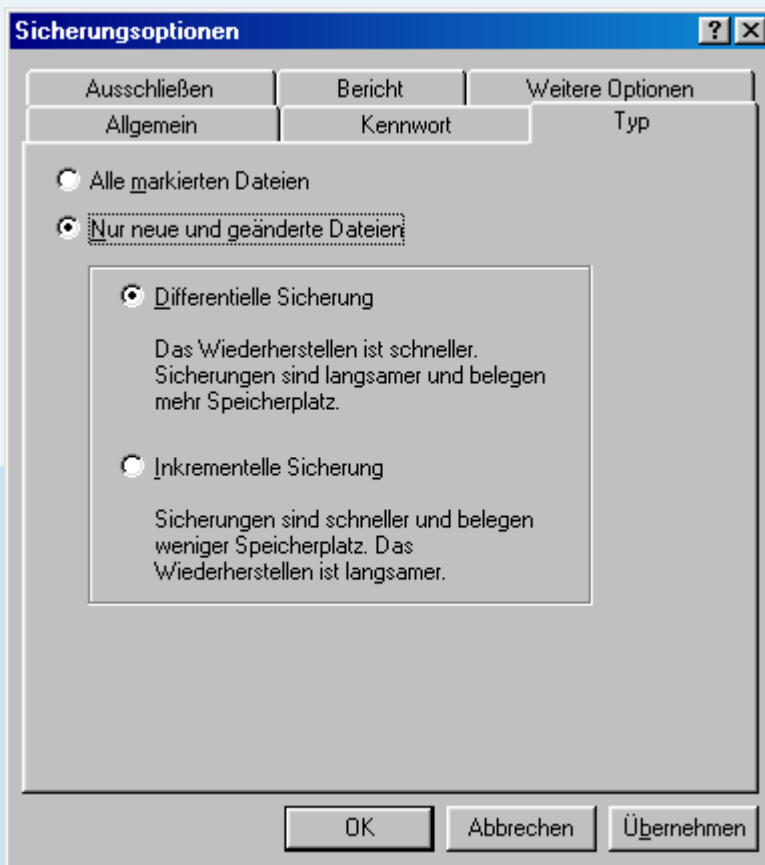 Sicherungsoptionen
Ausschließen Bericht Weitere Optionen
Allgemein Kennwort Typ
Alle markierten Dateien
Nur neue und geänderte Dateien
Differentielle Sicherung
Das Wiederherstellen ist schneller.
Sicherungen sind langsamer und belegen
mehr Speicherplatz.
Inkrementelle Sicherung
Sicherungen sind schneller und belegen
weniger Speicherplatz. Das
Wiederherstellen ist langsamer.
OK Abbrechen Übernehmen